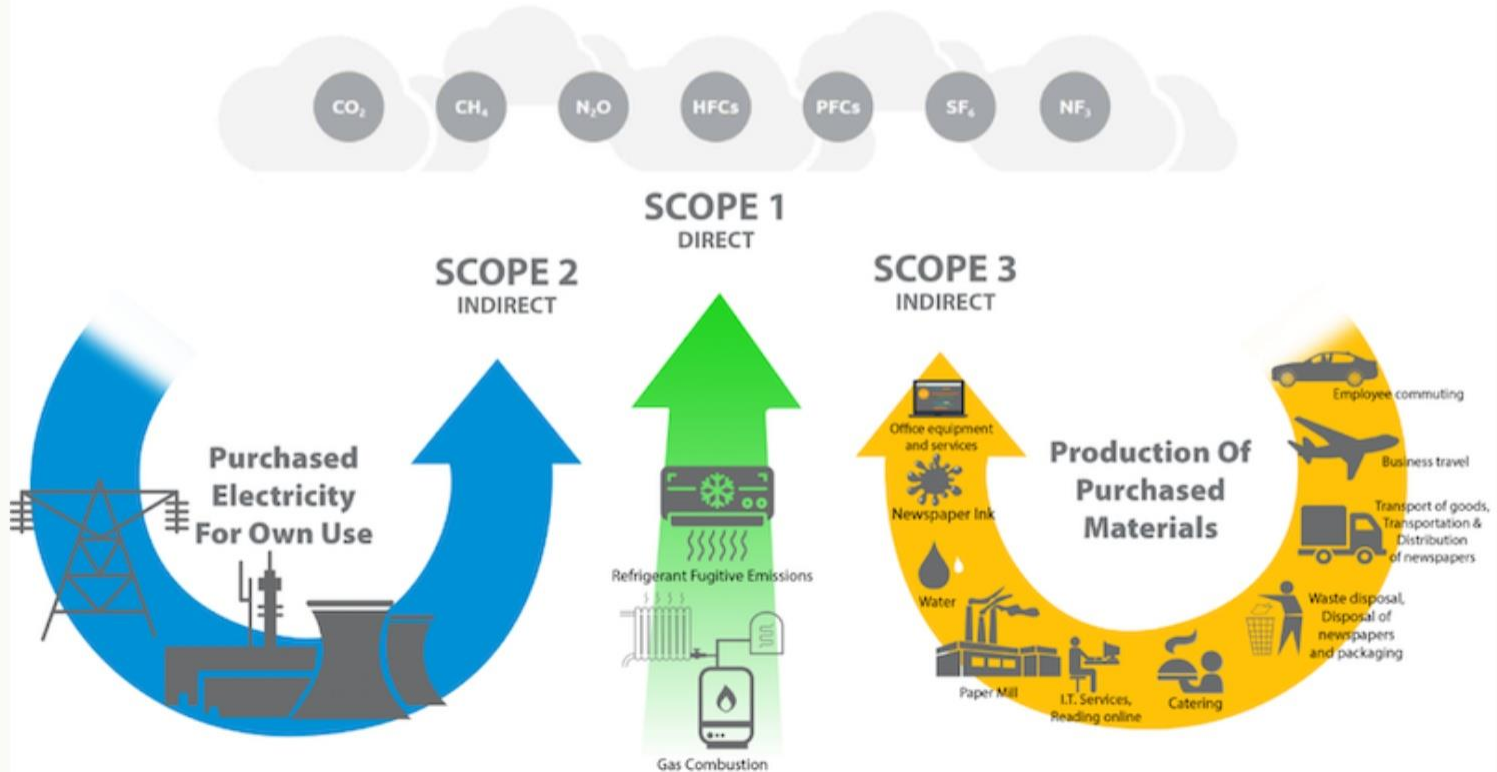 CO₂
CH₄
N₂O
HFCs
PFCs
SF₆
NF₃
SCOPE 1
DIRECT
SCOPE 2
INDIRECT
SCOPE 3
INDIRECT
Purchased
Electricity
For Own Use
Refrigerant Fugitive Emissions
Gas Combustion
Production Of
Purchased
Materials
Office equipment
and services
Newspaper Ink
Water
Paper Mill
I.T. Services,
Reading online
Catering
Waste disposal,
Disposal of
newspapers
and packaging
Transport of goods,
Transportation &
Distribution
of newspapers
Business travel
Employee commuting